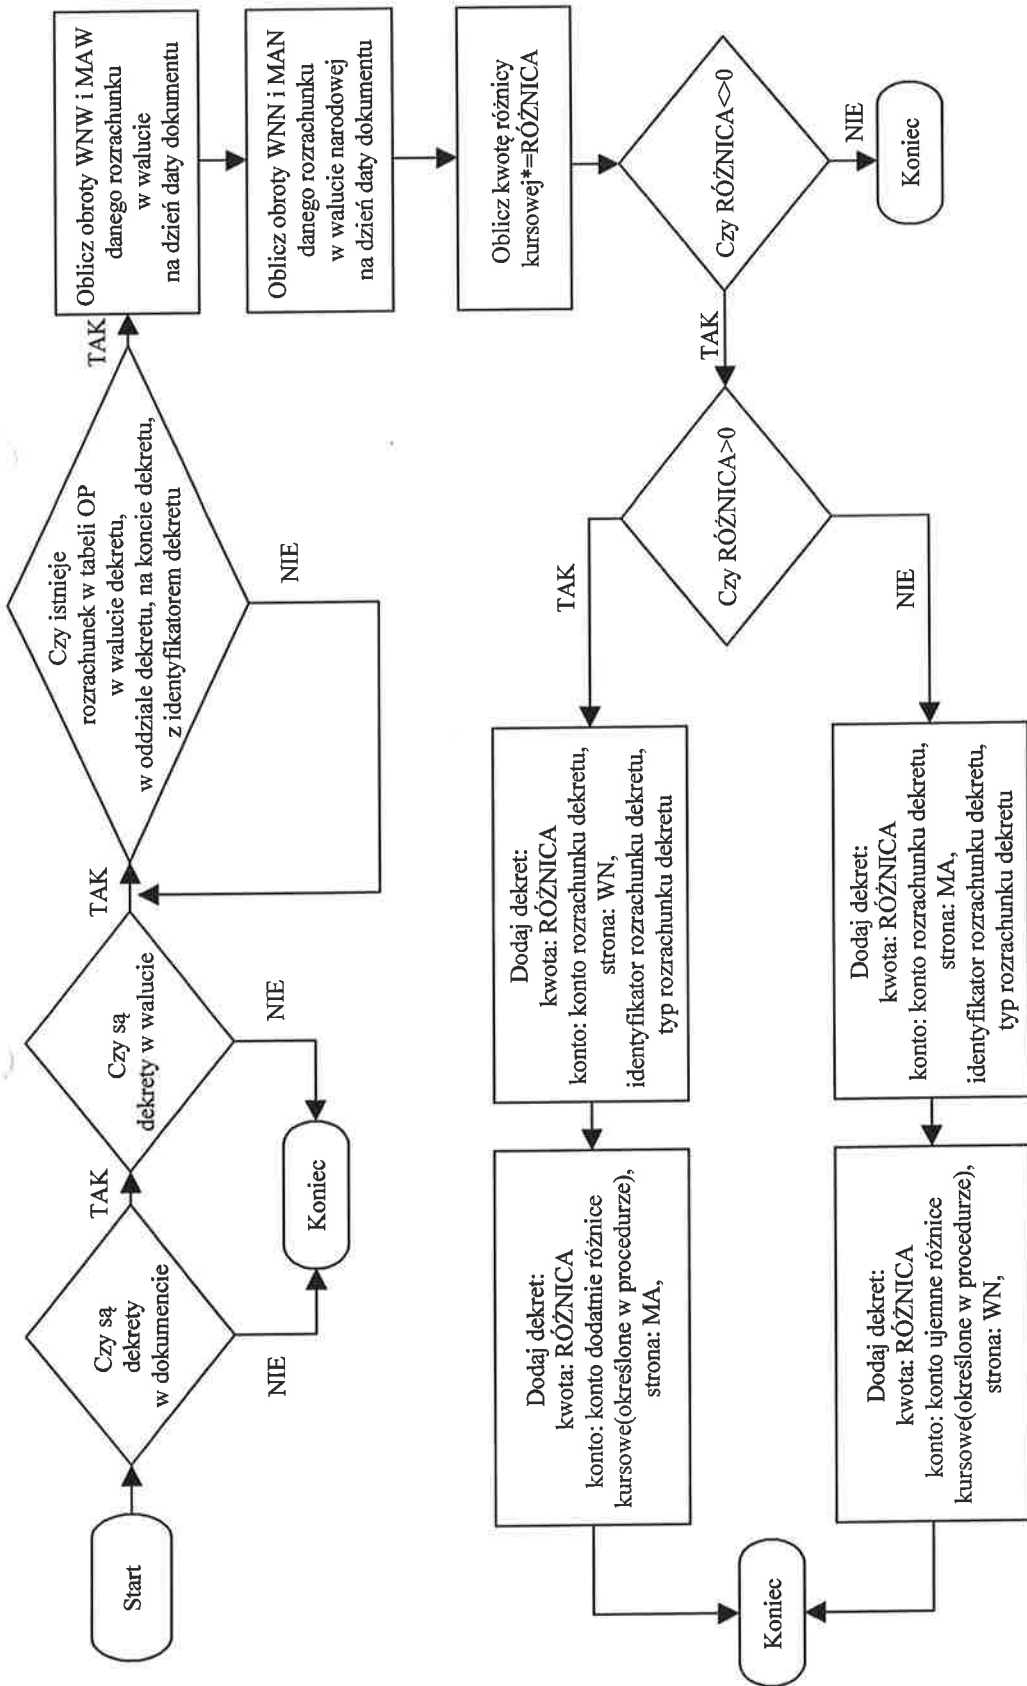 Start
Czy są
dekrety
w dokumencie
TAK
NIE
Czy są
dekrety w walucie
TAK
NIE
Koniec
Czy istnieje
rozrachunek w tabeli OP
w walucie dekretu,
w oddziale dekretu, na koncie dekretu,
z identyfikatorem dekretu
TAK
NIE
Oblicz obroty WNW i MAW
danego rozrachunku
w walucie
na dzień daty dokumentu
Oblicz obroty WNN i MAN
danego rozrachunku
w walucie narodowej
na dzień daty dokumentu
Oblicz kwotę różnicy
kursowej*=RÓŻNICA
Czy RÓŻNICA<>0
NIE
Koniec
TAK
Czy RÓŻNICA>0
TAK
NIE
Dodaj dekret:
kwota: RÓŻNICA
konto: konto rozrachunku dekretu,
strona: WN,
identyfikator rozrachunku dekretu,
typ rozrachunku dekretu
Dodaj dekret:
kwota: RÓŻNICA
konto: konto dodatnie różnice
kursowe(określone w procedurze),
strona: MA,
Dodaj dekret:
kwota: RÓŻNICA
konto: konto rozrachunku dekretu,
strona: MA,
identyfikator rozrachunku dekretu,
typ rozrachunku dekretu
Dodaj dekret:
kwota: RÓŻNICA
konto: konto ujemne różnice
kursowe(określone w procedurze),
strona: WN,
Koniec